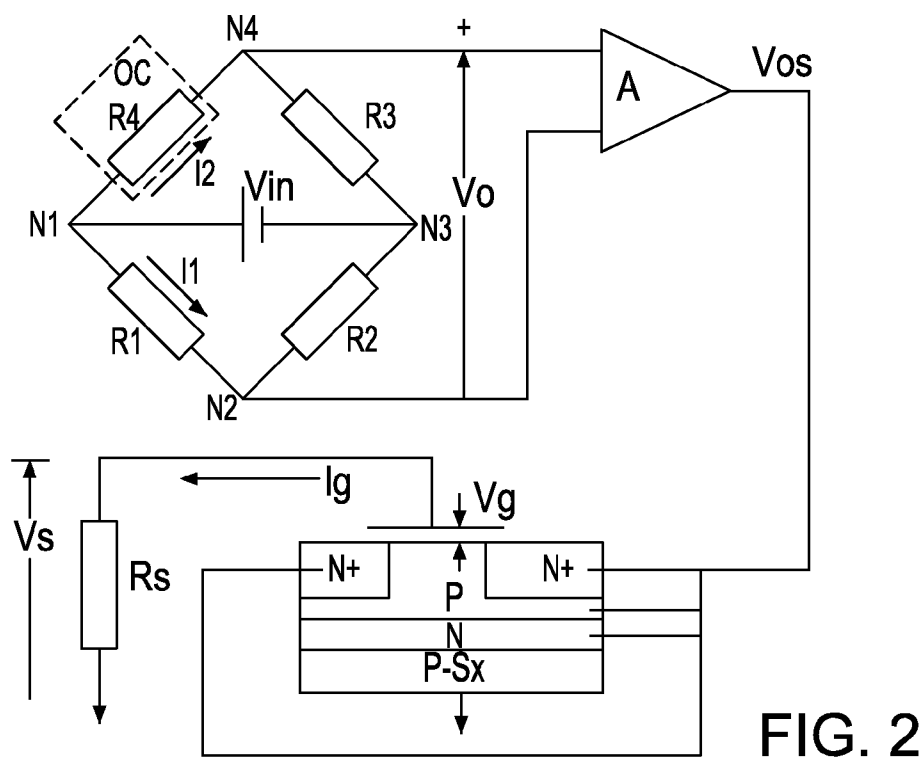 N4
+
OC
R4
R3
I2
Vin
N1
N3
I1
R1
R2
N2
Vo
A
Vos
Ig
Vg
Vs
Rs
N+
N+
P
N
P-Sx
FIG. 2